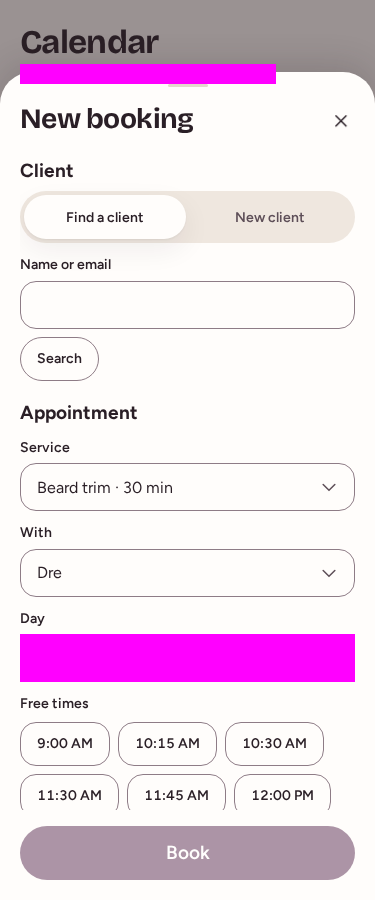 Calendar
New booking
Client
Find a client
New client
Name or email
Search
Appointment
Service
Beard trim · 30 min
With
Dre
Day
Free times
9:00 AM
10:15 AM
10:30 AM
11:30 AM
11:45 AM
12:00 PM
Book